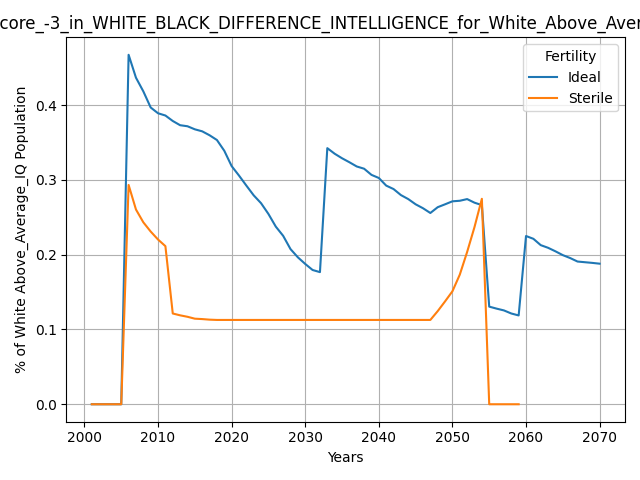 core_-3_in_WHITE_BLACK_DIFFERENCE_INTELLIGENCE_for_White_Above_Aver
Fertility
Ideal
Sterile
% of White Above_Average_IQ Population
0.4
0.3
0.2
0.1
0.0
2000 2010 2020 2030 2040 2050 2060 2070
Years